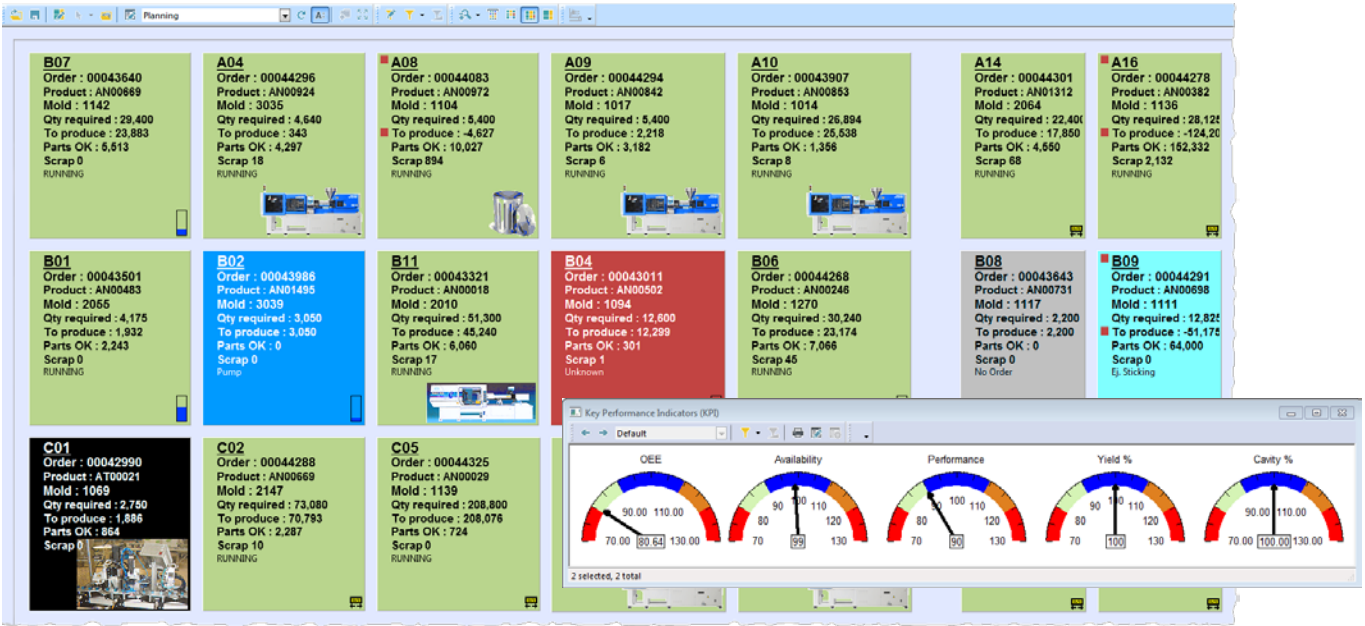 Planning
B07
Order : 00043640
Product : AN00669
Mold : 1142
Qty required : 29,400
To produce : 23,883
Parts OK : 5,513
Scrap 0
RUNNING
A04
Order : 00044296
Product : AN00924
Mold : 3035
Qty required : 4,640
To produce : 343
Parts OK : 4,297
Scrap 18
RUNNING
A08
Order : 00044083
Product : AN00972
Mold : 1104
Qty required : 5,400
To produce : -4,627
Parts OK : 10,027
Scrap 894
RUNNING
A09
Order : 00044294
Product : AN00842
Mold : 1017
Qty required : 5,400
To produce : 2,218
Parts OK : 3,182
Scrap 6
RUNNING
A10
Order : 00043907
Product : AN00853
Mold : 1014
Qty required : 26,894
To produce : 25,538
Parts OK : 1,356
Scrap 8
RUNNING
A14
Order : 00044301
Product : AN01312
Mold : 2064
Qty required : 22,400
To produce : 17,850
Parts OK : 4,550
Scrap 68
RUNNING
A16
Order : 00044278
Product : AN00382
Mold : 1136
Qty required : 28,125
To produce : -124,20
Parts OK : 152,332
Scrap 2,132
RUNNING
B01
Order : 00043501
Product : AN00483
Mold : 2055
Qty required : 4,175
To produce : 1,932
Parts OK : 2,243
Scrap 0
RUNNING
B02
Order : 00043986
Product : AN01495
Mold : 3039
Qty required : 3,050
To produce : 3,050
Parts OK : 0
Scrap 0
Pump
B11
Order : 00043321
Product : AN00018
Mold : 2010
Qty required : 51,300
To produce : 45,240
Parts OK : 6,060
Scrap 17
RUNNING
B04
Order : 00043011
Product : AN00502
Mold : 1094
Qty required : 12,600
To produce : 12,299
Parts OK : 301
Scrap 1
Unknown
B06
Order : 00044268
Product : AN00246
Mold : 1270
Qty required : 30,240
To produce : 23,174
Parts OK : 7,066
Scrap 45
RUNNING
B08
Order : 00043643
Product : AN00731
Mold : 1117
Qty required : 2,200
To produce : 2,200
Parts OK : 0
Scrap 0
No Order
B09
Order : 00044291
Product : AN00698
Mold : 1111
Qty required : 12,825
To produce : -51,175
Parts OK : 64,000
Scrap 0
Ej. Sticking
C01
Order : 00042990
Product : AT00021
Mold : 1069
Qty required : 2,750
To produce : 1,886
Parts OK : 864
Scrap 0
C02
Order : 00044288
Product : AN00669
Mold : 2147
Qty required : 73,080
To produce : 70,793
Parts OK : 2,287
Scrap 10
RUNNING
C05
Order : 00044325
Product : AN00029
Mold : 1139
Qty required : 208,800
To produce : 208,076
Parts OK : 724
Scrap 0
RUNNING
Key Performance Indicators (KPI)
Default
OEE
90.00 110.00
70.00 80.64 130.00
Availability
90 100 110
80 120
70 99 130
Performance
90 100 110
80 120
70 90 130
Yield %
90 100 110
80 120
70 100 130
Cavity %
90.00 110.00
70.00 100.00 130.00
2 selected, 2 total